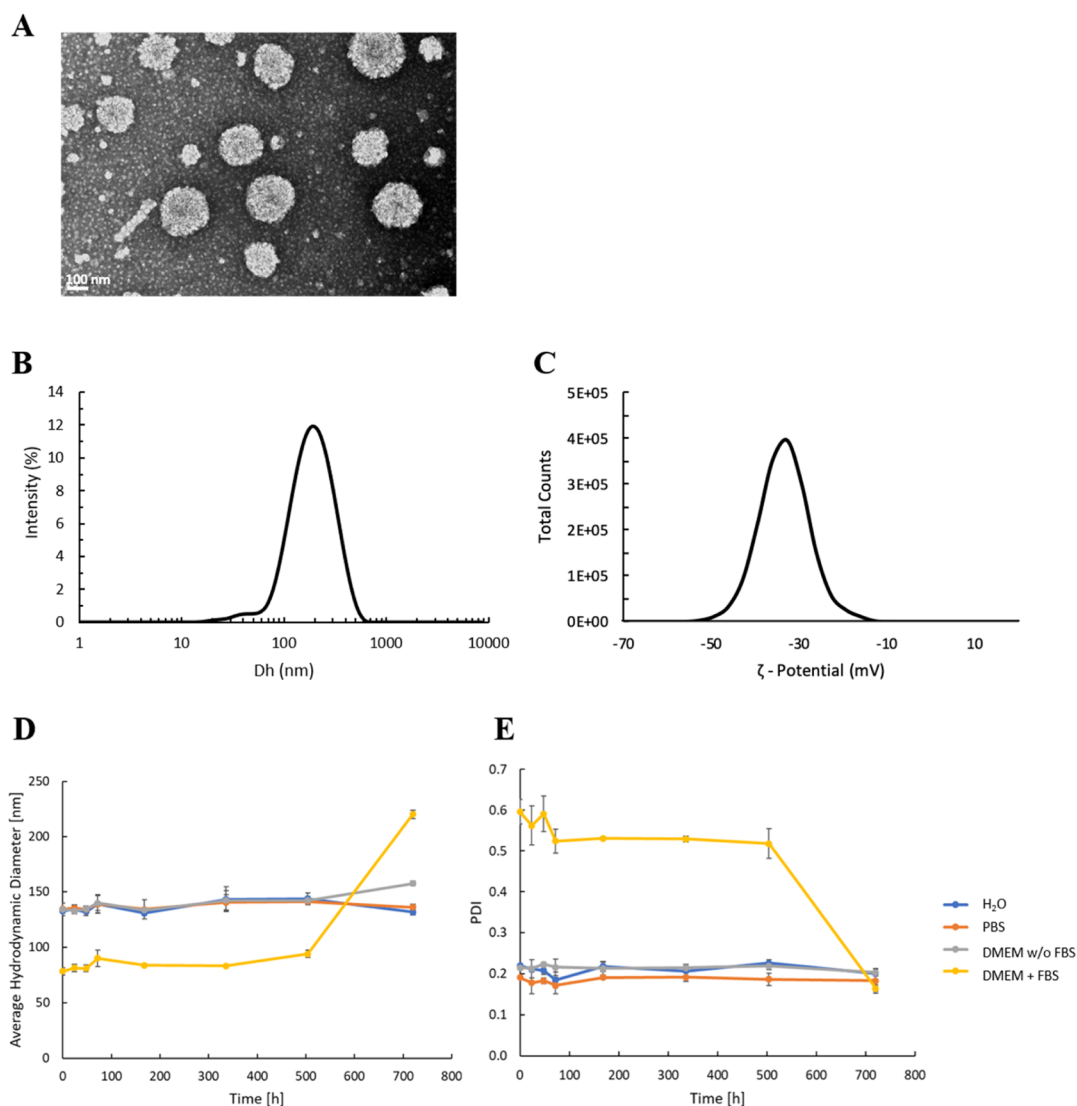 A
100 nm
B
14
12
10
8
6
4
2
0
Intensity (%)
1
10
100
1000
10000
Dh (nm)
C
5E+05
4E+05
3E+05
2E+05
1E+05
0E+00
Total Counts
-70
-50
-30
-10
10
ζ - Potential (mV)
D
250
200
150
100
50
0
Average Hydrodynamic Diameter [nm]
0
100
200
300
400
500
600
700
800
Time [h]
E
0.7
0.6
0.5
0.4
0.3
0.2
0.1
0.0
PDI
0
100
200
300
400
500
600
700
800
Time [h]
H₂O
PBS
DMEM w/o FBS
DMEM + FBS